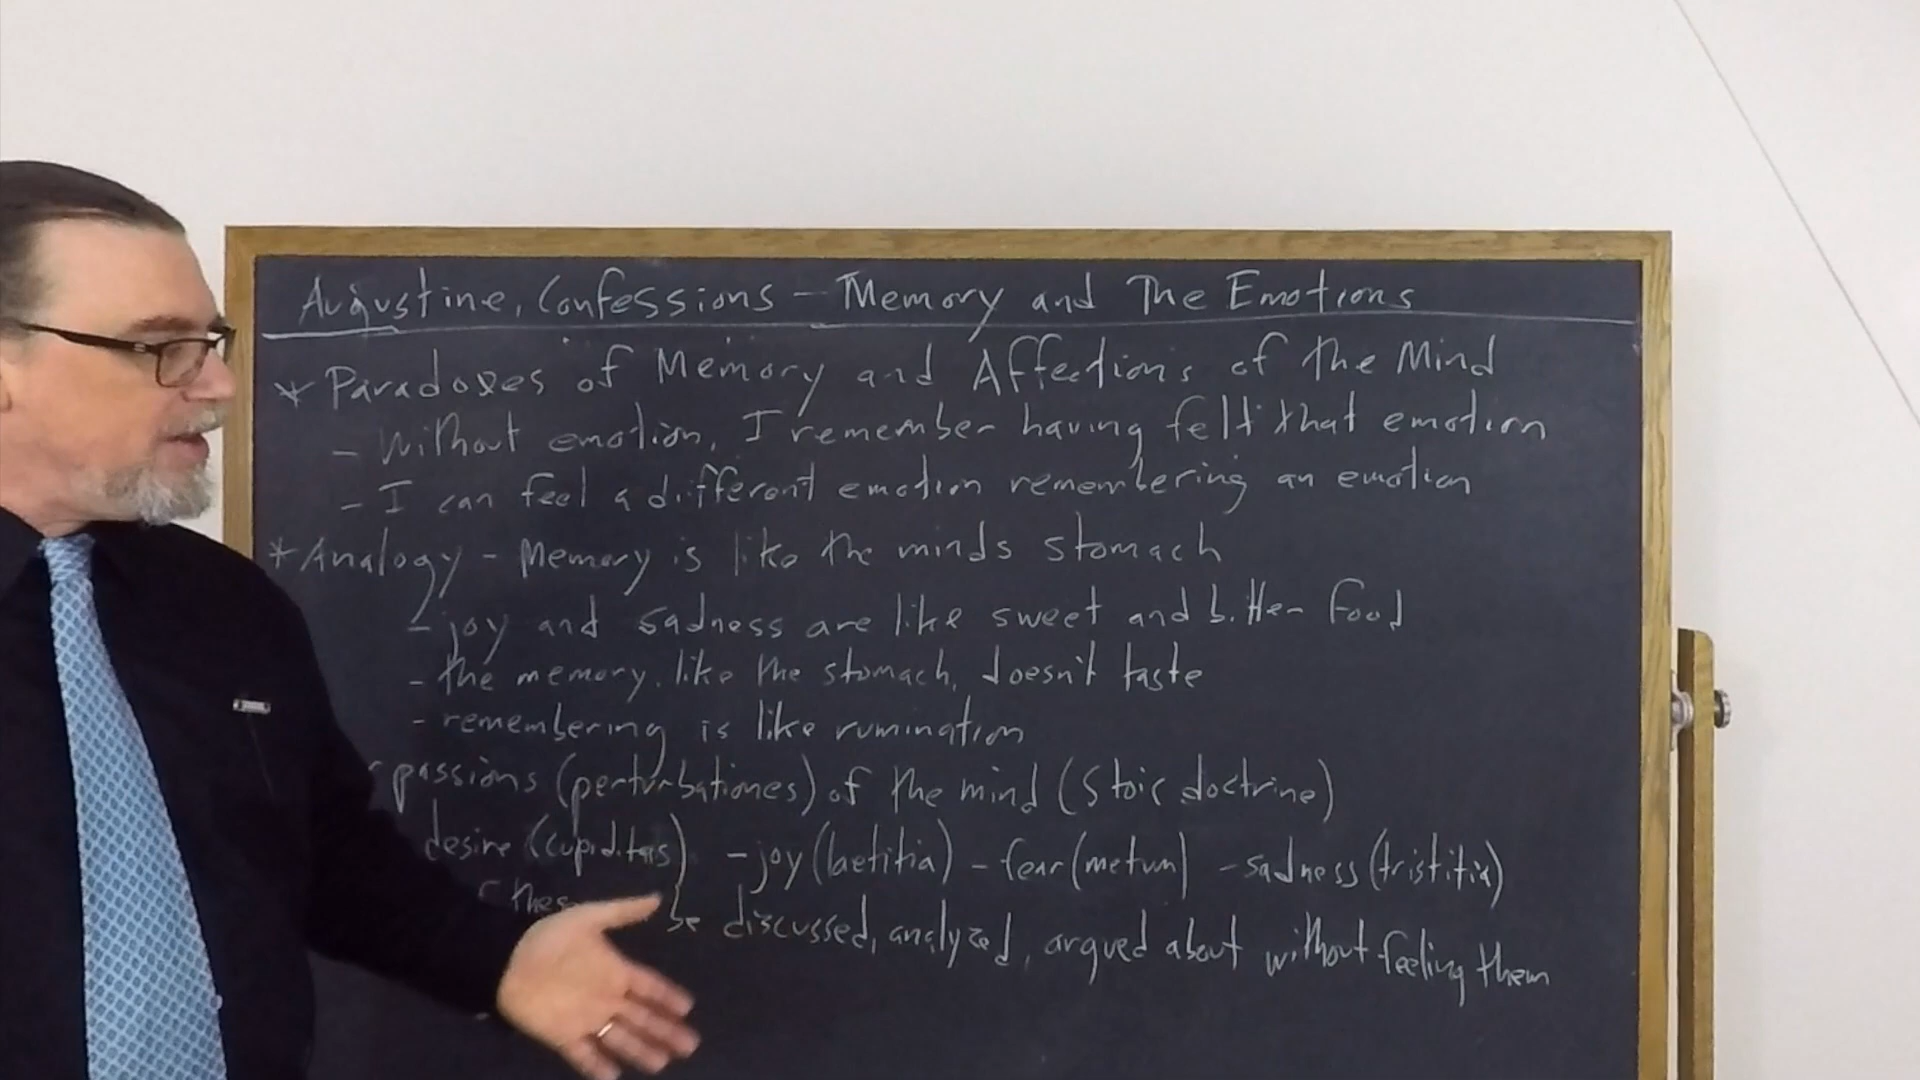 Augustine, Confessions - Memory and The Emotions
* Paradoxes of Memory and Affections of the Mind
- Without emotion, I remember having felt that emotion
- I can feel a different emotion remembering an emotion
* Analogy - Memory is like the minds stomach
- joy and sadness are like sweet and bitter food
- the memory, like the stomach, doesn't taste
- remembering is like rumination
passions (perturbationes) of the mind (Stoic doctrine)
desire (cupiditas) - joy (laetitia) - fear (metum) - sadness (tristitia)
be discussed, analyzed, argued about without feeling them